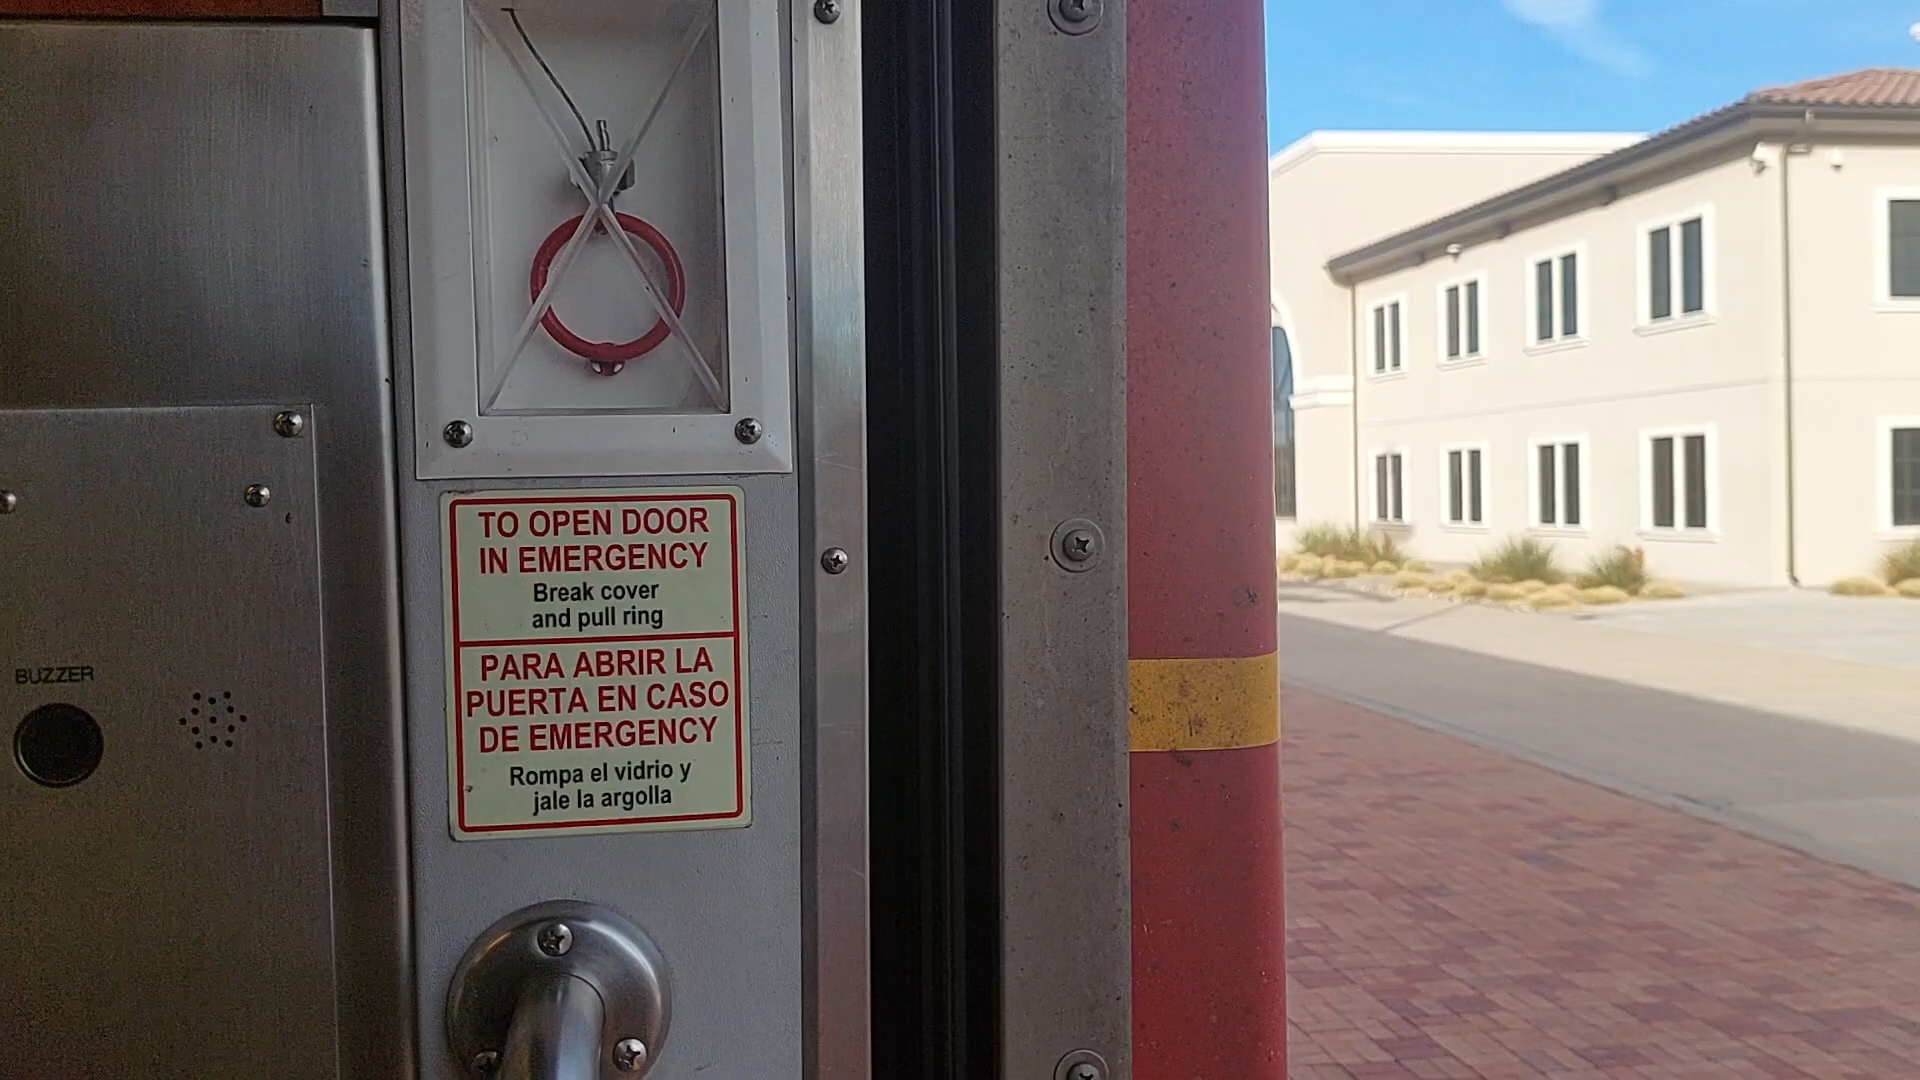 TO OPEN DOOR
IN EMERGENCY
Break cover
and pull ring
PARA ABRIR LA
PUERTA EN CASO
DE EMERGENCY
Rompa el vidrio y
jale la argolla
BUZZER